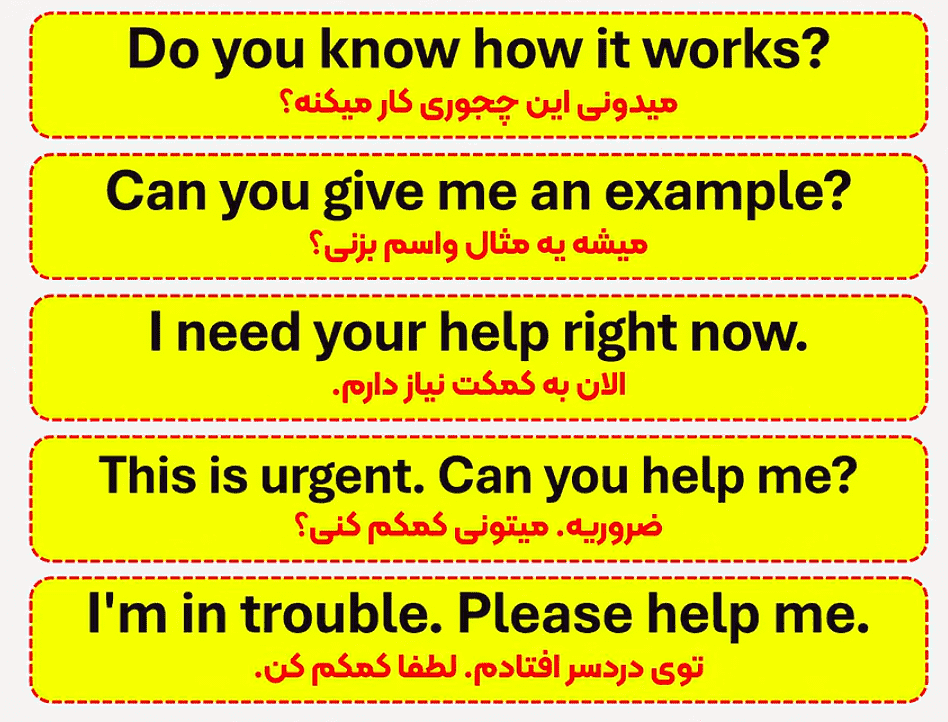 Do you know how it works?
میدونی این چجوری کار میکنه؟
Can you give me an example?
میشه یه مثال واسم بزنی؟
I need your help right now.
الان به کمکت نیاز دارم.
This is urgent. Can you help me?
ضروریه. میتونی کمکم کنی؟
I'm in trouble. Please help me.
توی دردسر افتادم. لطفا کمکم کن.